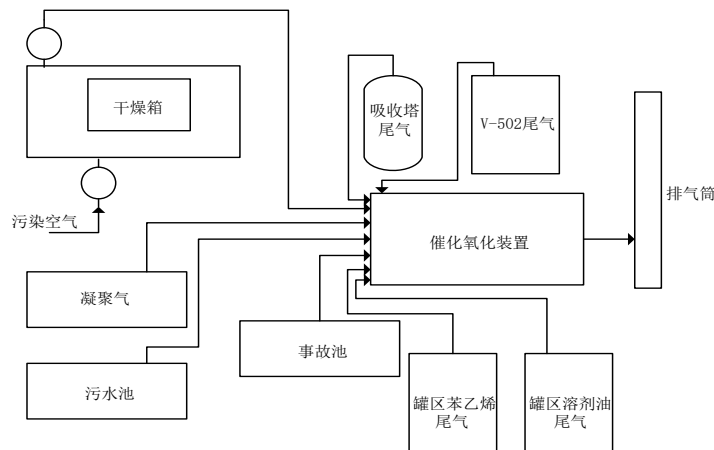 干燥箱
吸收塔
尾气
V-502尾气
排气筒
污染空气
催化氧化装置
凝聚气
事故池
污水池
罐区苯乙烯
尾气
罐区溶剂油
尾气